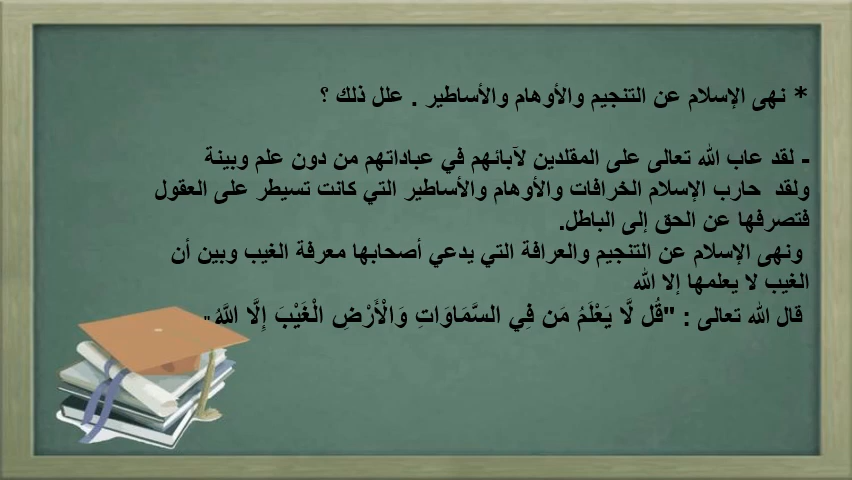 * نهى الإسلام عن التنجيم والأوهام والأساطير . علل ذلك ؟
- لقد عاب الله تعالى على المقلدين لآبائهم في عباداتهم من دون علم وبينة
ولقد حارب الإسلام الخرافات والأوهام والأساطير التي كانت تسيطر على العقول
فتصرفها عن الحق إلى الباطل.
ونهى الإسلام عن التنجيم والعرافة التي يدعي أصحابها معرفة الغيب وبين أن
الغيب لا يعلمها إلا الله
قال الله تعالى : "قُل لَّا يَعْلَمُ مَن فِي السَّمَاوَاتِ وَالْأَرْضِ الْغَيْبَ إِلَّا اللَّهُ"